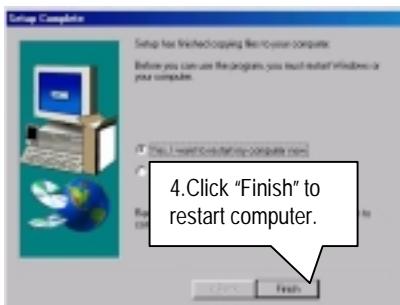 Setup Complete
Setup has finished copying files to your computer.
Before you can use the program, you must restart Windows or
your computer.
Yes, I want to restart my computer now.
4.Click “Finish” to
restart computer.
Finish